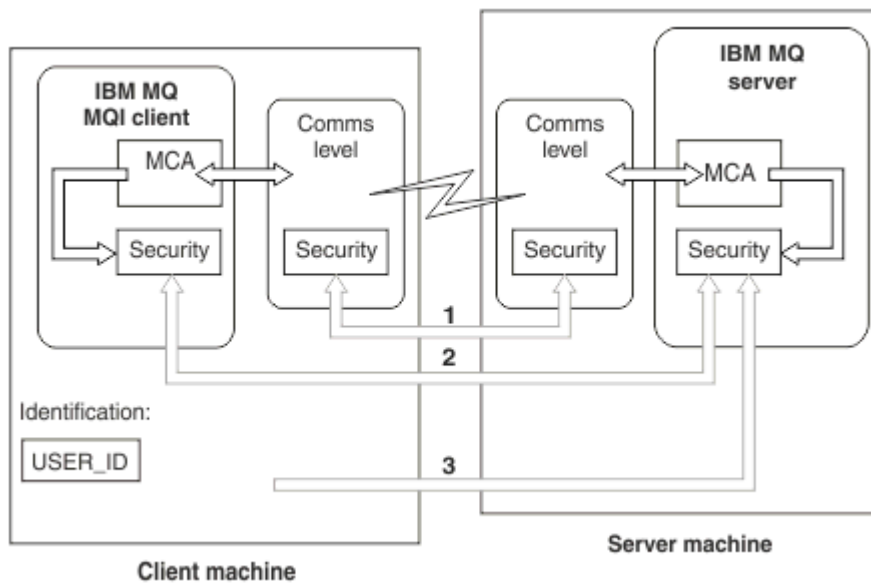 IBM MQ
MQI client
MCA
Security
Comms
level
Security
Comms
level
Security
IBM MQ
server
MCA
Security
1
2
3
Identification:
USER_ID
Client machine
Server machine